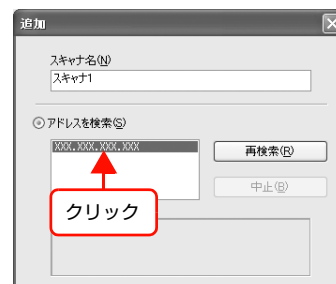 追加
スキャナ名(N)
スキャナ1
アドレスを検索(S)
XXX.XXX.XXX.XXX
再検索(R)
中止(B)
クリック